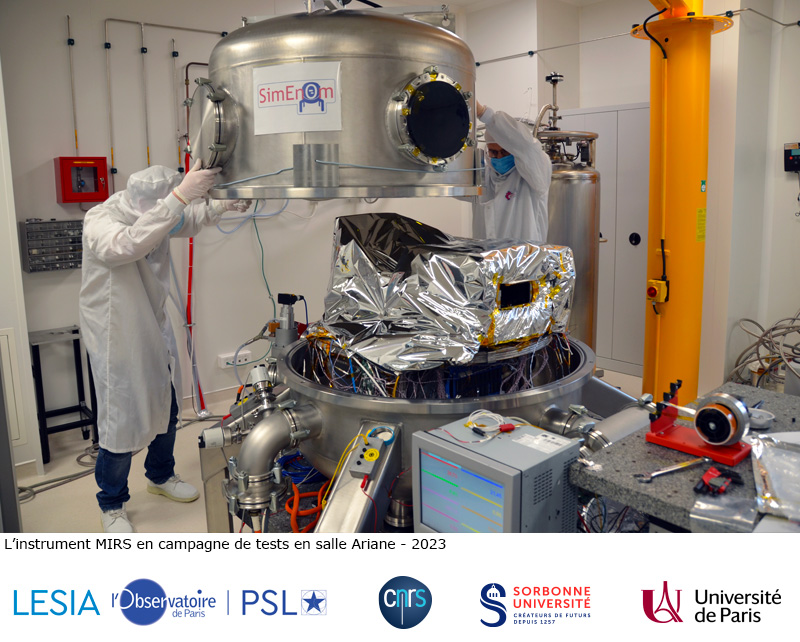 SimEnOm
L'instrument MIRS en campagne de tests en salle Ariane - 2023
LESIA
l'Observatoire
de Paris
PSL
cnrs
SORBONNE
UNIVERSITÉ
CRÉATEURS DE FUTURS
DEPUIS 1257
Université
de Paris